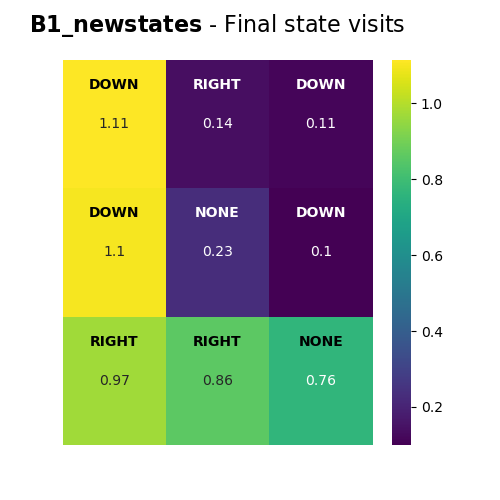 B1_newstates - Final state visits
DOWN RIGHT DOWN
1.11 0.14 0.11
DOWN NONE DOWN
1.1 0.23 0.1
RIGHT RIGHT NONE
0.97 0.86 0.76
1.0
0.8
0.6
0.4
0.2